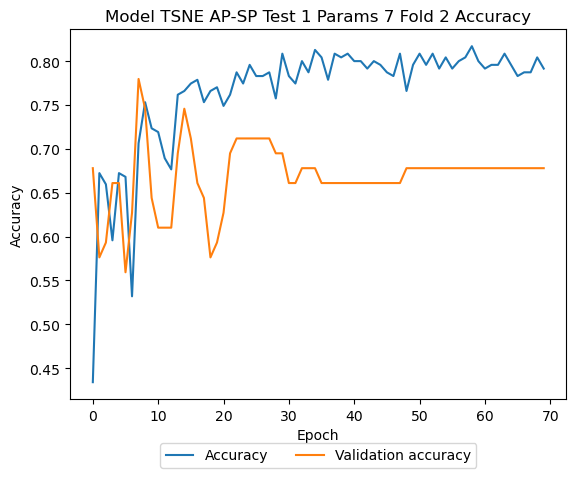 Model TSNE AP-SP Test 1 Params 7 Fold 2 Accuracy
0.80
0.75
0.70
0.65
0.60
0.55
0.50
0.45
Accuracy
0 10 20 30 40 50 60 70
Epoch
Accuracy Validation accuracy